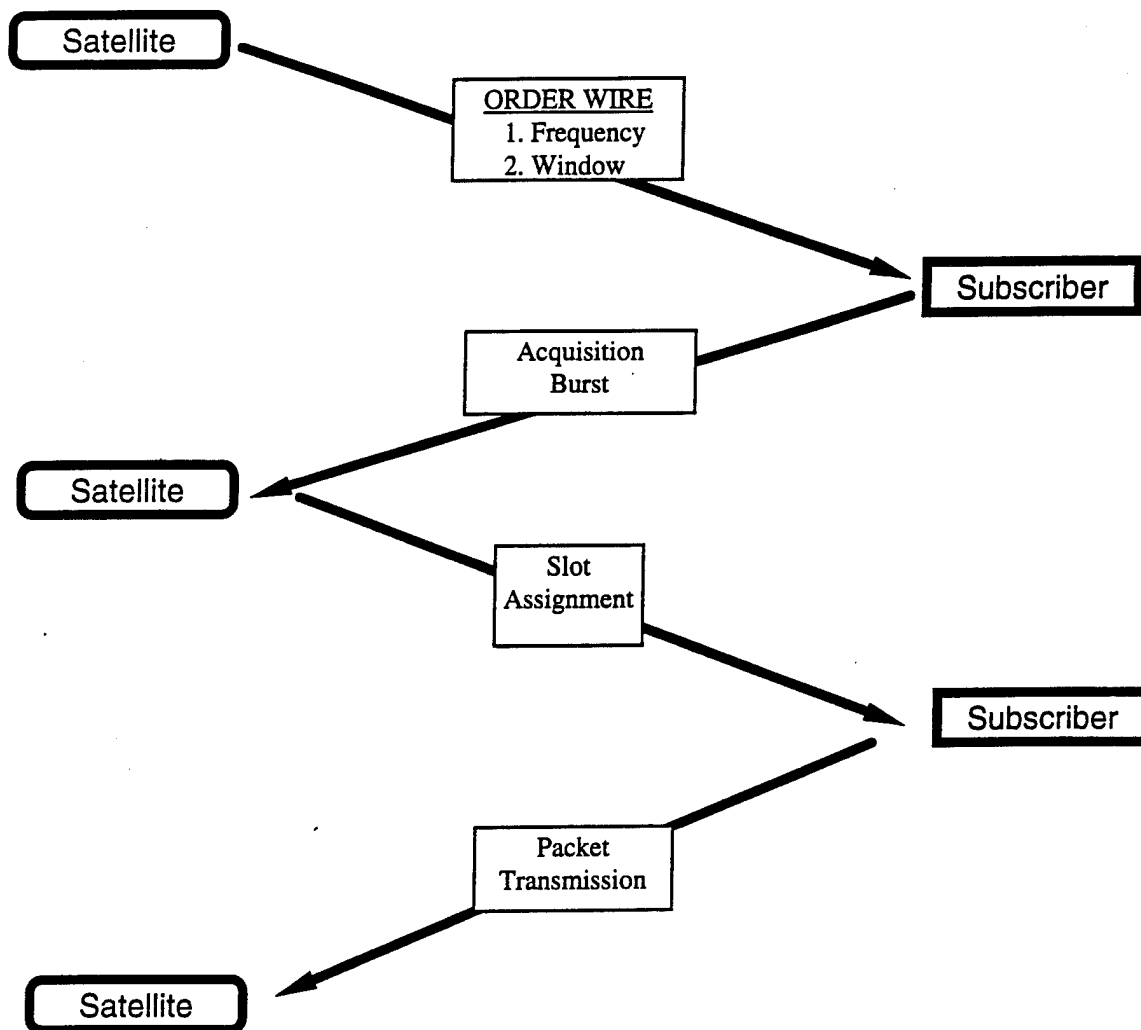 Satellite
ORDER WIRE
1. Frequency
2. Window
Subscriber
Acquisition
Burst
Satellite
Slot
Assignment
Subscriber
Packet
Transmission
Satellite